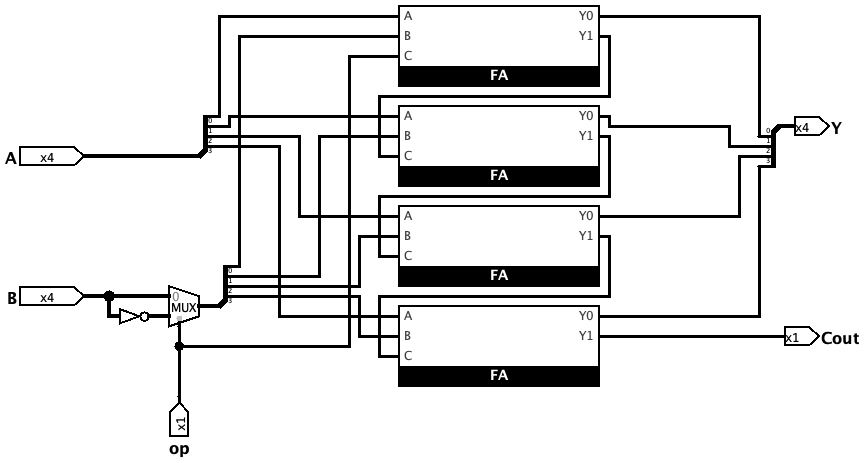 A Y0
B Y1
C
FA
0
1
2
3
A Y0
B Y1
C
FA
A x4
0
1
2
3
x4 Y
A Y0
B Y1
C
FA
0
1
2
3
B x4
0
MUX
A Y0
B Y1
C
FA
x1 Cout
x1
op